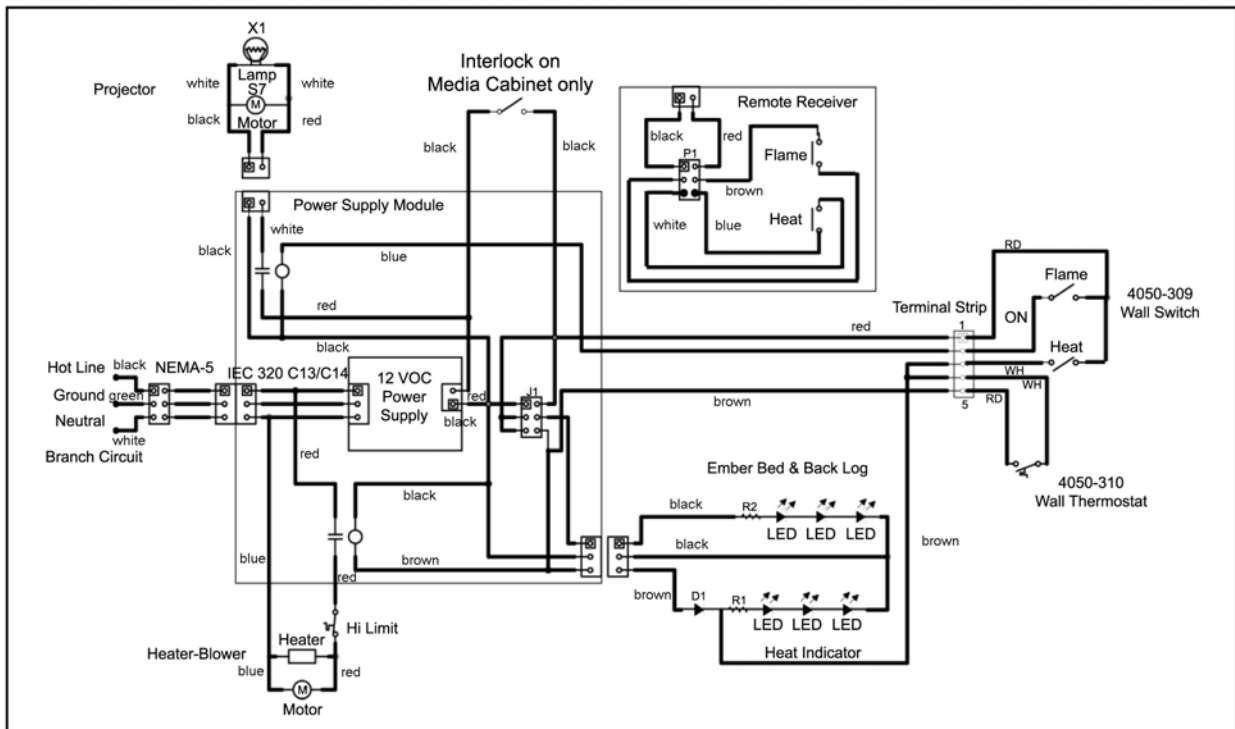 X1
Lamp
S7
white
white
M
Motor
black
red
Projector
Interlock on
Media Cabinet only
black
black
Remote Receiver
black
red
P1
Flame
brown
white
blue
Heat
Power Supply Module
white
black
blue
red
black
Terminal Strip
1
5
red
brown
RD
Flame
ON
Heat
WH
WH
RD
4050-309
Wall Switch
4050-310
Wall Thermostat
Hot Line
black
NEMA-5
IEC 320 C13/C14
Ground
green
Neutral
white
Branch Circuit
12 VOC
Power
Supply
red
black
J1
red
black
brown
blue
red
Hi Limit
Heater
Heater-Blower
blue
red
M
Motor
Ember Bed & Back Log
black
R2
LED
LED
LED
black
brown
brown
D1
R1
LED
LED
LED
Heat Indicator